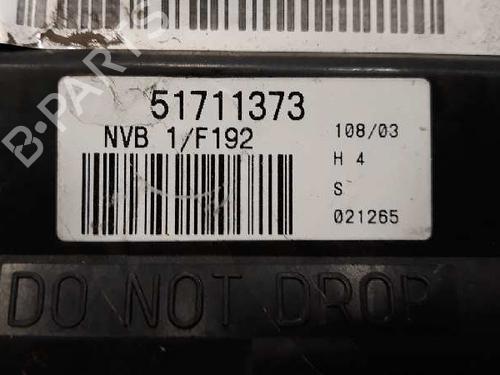 51711373
NVB 1/F192
108/03
H 4
S
021265
DO NOT DROP
B-PARTS